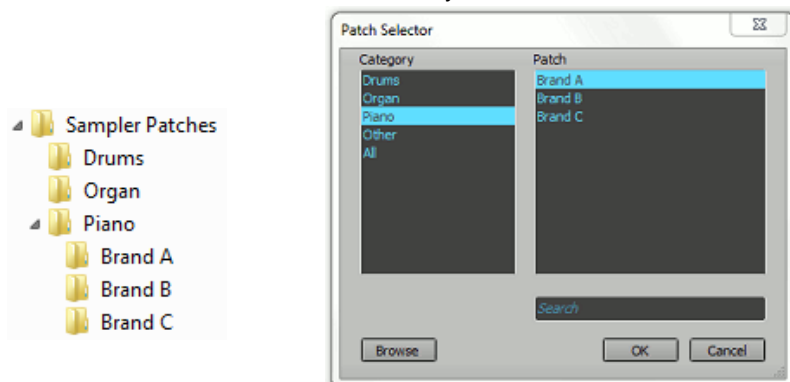 Sampler Patches
Drums
Organ
Piano
Brand A
Brand B
Brand C
Patch Selector
Category
Drums
Organ
Piano
Other
All
Patch
Brand A
Brand B
Brand C
Search
Browse
OK
Cancel